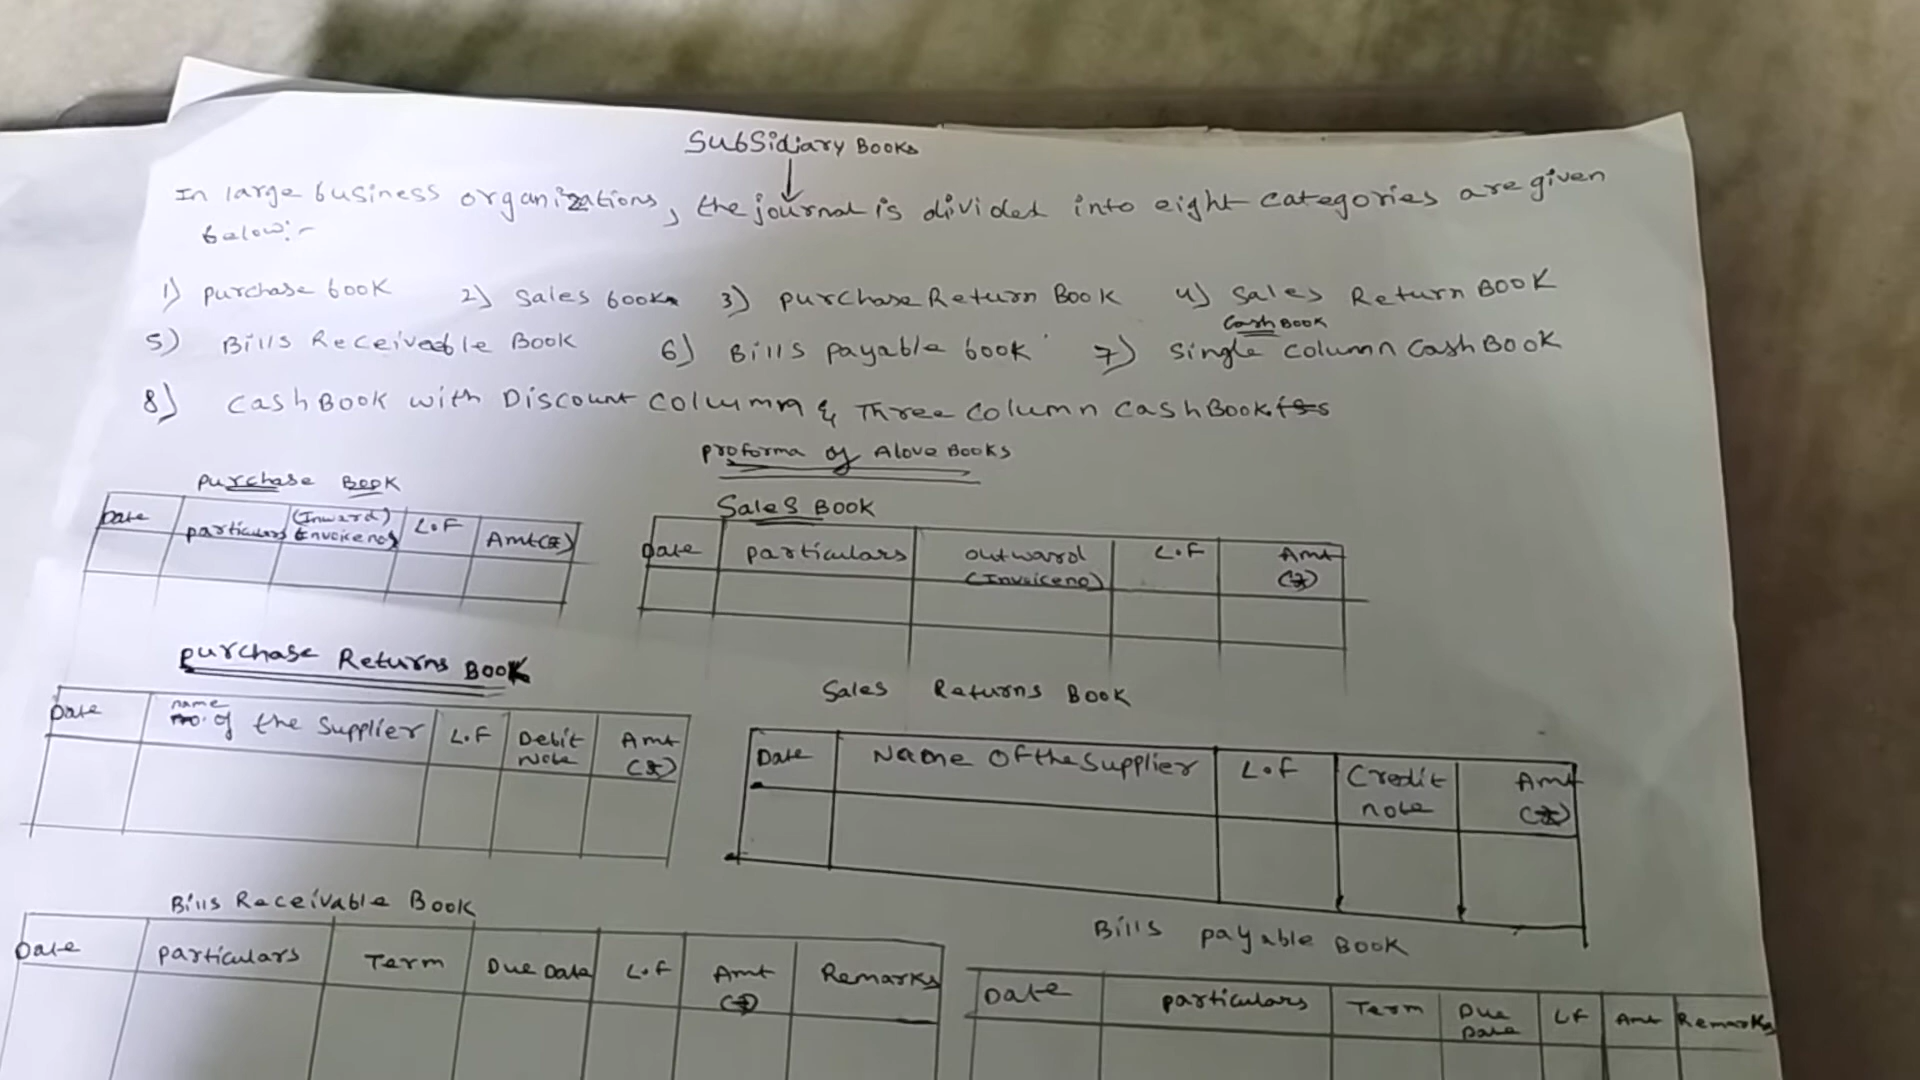 Subsidiary Books
In large business organizations, the journal is divided into eight categories are given
below:-
1) purchase book 2) Sales book 3) purchase Return Book 4) Sales Return Book
Cash Book
5) Bills Receiveable Book 6) Bills payable book 7) Single column Cash Book
8) Cash Book with Discount column & Three column Cash Book.
proforma of Alove Books
purchase Book
Sales Book
Date particulars (Inward) Invoice no L.F Amt(₹)
Date particulars outward (Invoice no) L.F Amt (₹)
purchase Returns Book
Sales Returns Book
Date name of the Supplier L.F Debit Note Amt (₹)
Date Name Of the Supplier L.F Credit note Amt (₹)
Bills Receivable Book
Bills payable Book
Date particulars Term Due Date L.F Amt (₹) Remarks
Date particulars Term Due Date LF Amt Remarks